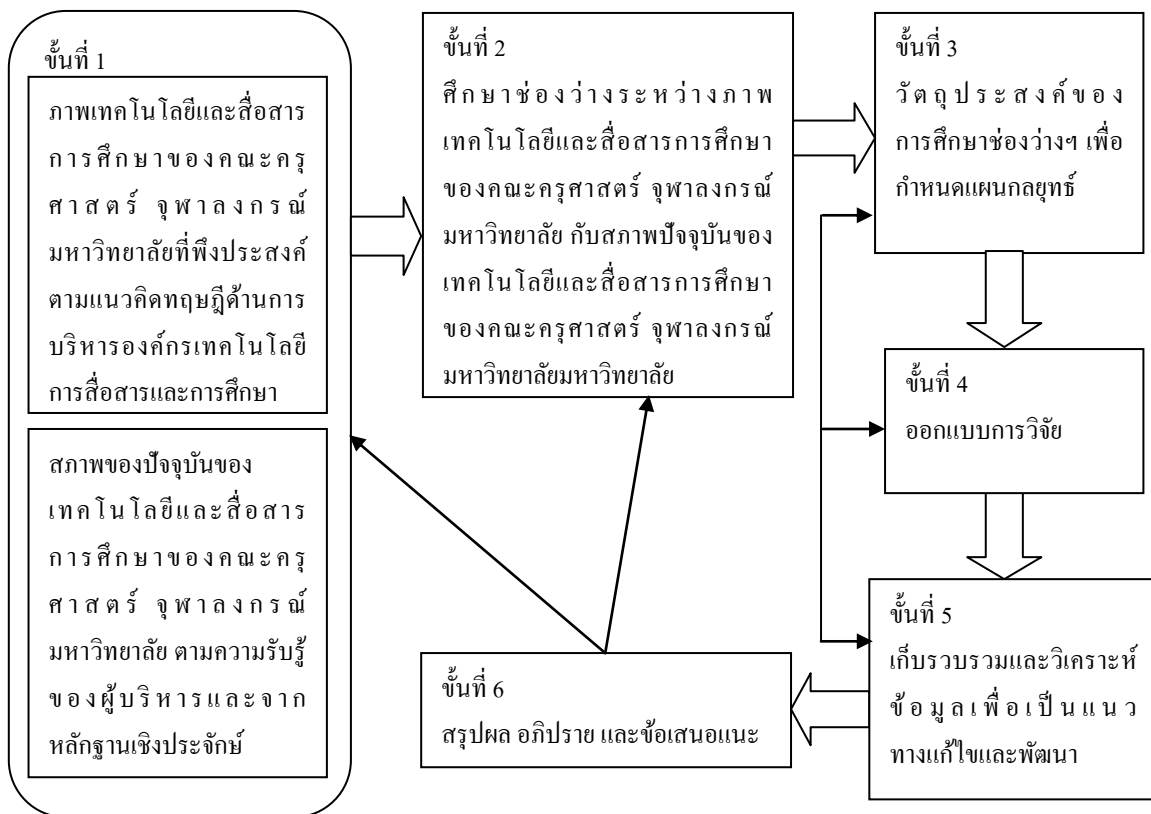 ขั้นที่ 1
ภาพเทคโนโลยีและสื่อสาร
การศึกษาของคณะครุ
ศาสตร์ จุฬาลงกรณ์
มหาวิทยาลัยที่พึงประสงค์
ตามแนวคิดทฤษฎีด้านการ
บริหารองค์กรเทคโนโลยี
การสื่อสารและการศึกษา
สภาพของปัจจุบันของ
เทคโนโลยีและสื่อสาร
การศึกษาของคณะครุ
ศาสตร์ จุฬาลงกรณ์
มหาวิทยาลัย ตามความรับรู้
ของผู้บริหารและจาก
หลักฐานเชิงประจักษ์
ขั้นที่ 2
ศึกษาช่องว่างระหว่างภาพ
เทคโนโลยีและสื่อสารการศึกษา
ของคณะครุศาสตร์ จุฬาลงกรณ์
มหาวิทยาลัย กับสภาพปัจจุบันของ
เทคโนโลยีและสื่อสารการศึกษา
ของคณะครุศาสตร์ จุฬาลงกรณ์
มหาวิทยาลัยมหาวิทยาลัย
ขั้นที่ 3
วัตถุประสงค์ของ
การศึกษาช่องว่างฯ เพื่อ
กำหนดแผนกลยุทธ์
ขั้นที่ 4
ออกแบบการวิจัย
ขั้นที่ 5
เก็บรวบรวมและวิเคราะห์
ข้อมูลเพื่อเป็นแนว
ทางแก้ไขและพัฒนา
ขั้นที่ 6
สรุปผล อภิปราย และข้อเสนอแนะ